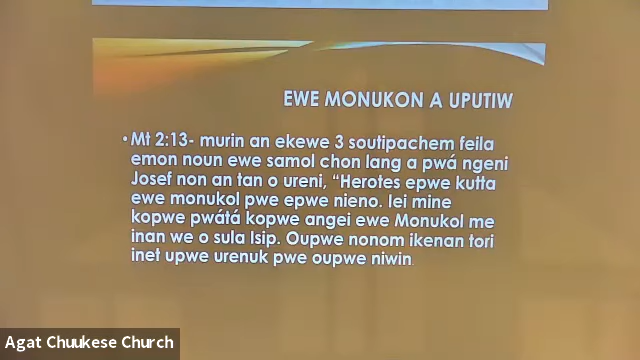 EWE MONUKON A UPUTIW
•Mt 2:13- murin an ekewe 3 soutipachem feila
emon noun ewe samol chon lang a pwá ngeni
Josef non an tan o ureni, “Herotes epwe kutta
ewe monukol pwe epwe nieno. Iei mine
kopwe pwátá kopwe angei ewe Monukol me
inan we o sula Isip. Oupwe nonom ikenan tori
inet upwe urenuk pwe oupwe niwin.
Agat Chuukese Church